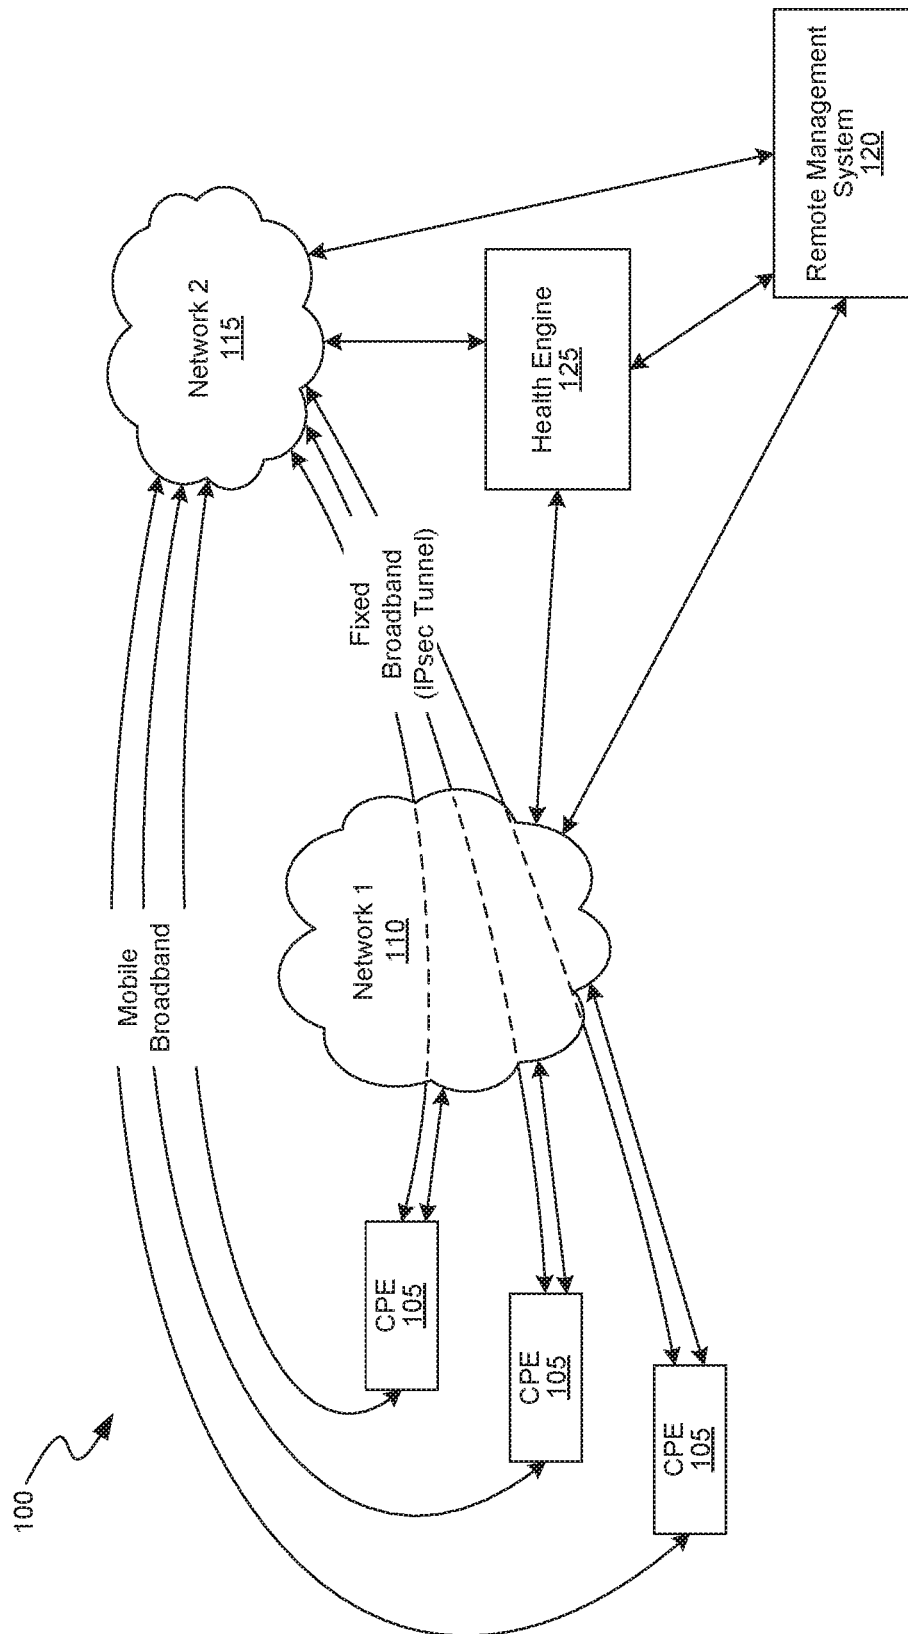 100
Mobile
Broadband
Network 2
115
Fixed
Broadband
(IPsec Tunnel)
Network 1
110
Health Engine
125
Remote Management
System
120
CPE
105
CPE
105
CPE
105